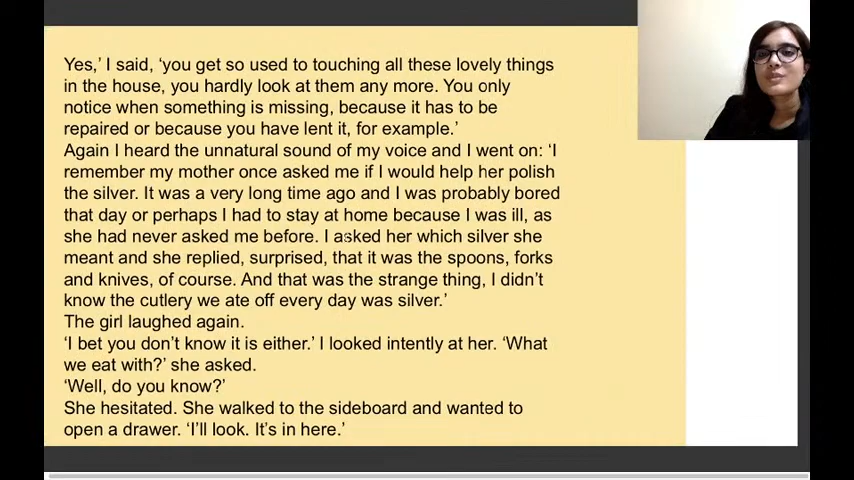 Yes,’ I said, ‘you get so used to touching all these lovely things
in the house, you hardly look at them any more. You only
notice when something is missing, because it has to be
repaired or because you have lent it, for example.’
Again I heard the unnatural sound of my voice and I went on: ‘I
remember my mother once asked me if I would help her polish
the silver. It was a very long time ago and I was probably bored
that day or perhaps I had to stay at home because I was ill, as
she had never asked me before. I asked her which silver she
meant and she replied, surprised, that it was the spoons, forks
and knives, of course. And that was the strange thing, I didn’t
know the cutlery we ate off every day was silver.’
The girl laughed again.
‘I bet you don’t know it is either.’ I looked intently at her. ‘What
we eat with?’ she asked.
‘Well, do you know?’
She hesitated. She walked to the sideboard and wanted to
open a drawer. ‘I’ll look. It’s in here.’